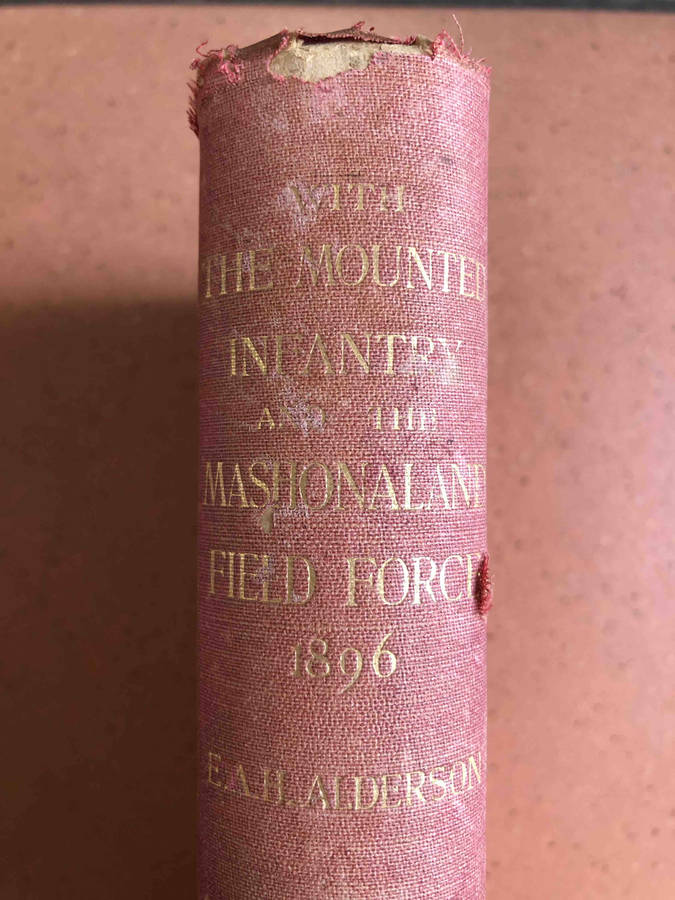 WITH
THE MOUNTED
INFANTRY
AND THE
MASHONALAND
FIELD FORCE
1896
E.A.H. ALDERSON